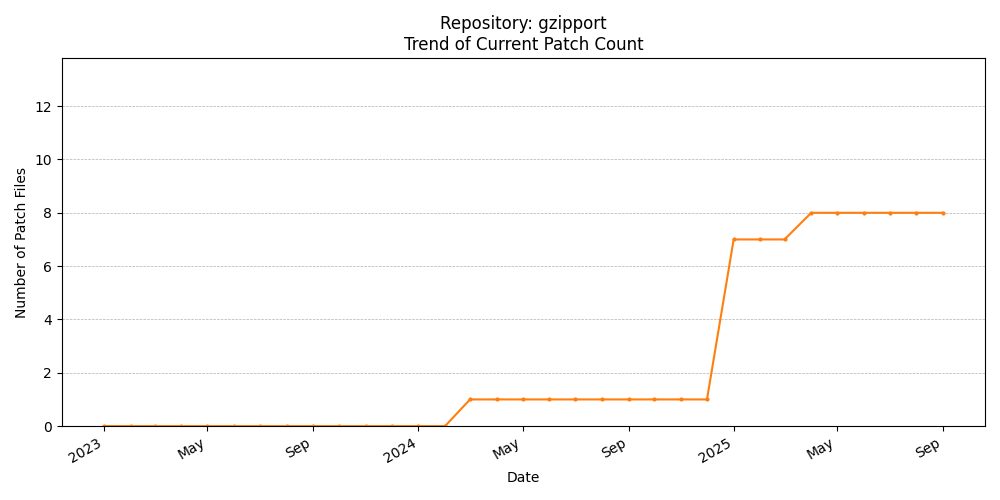 Repository: gzipport
Trend of Current Patch Count
Number of Patch Files
12
10
8
6
4
2
0
2023
May
Sep
2024
May
Sep
2025
May
Sep
Date